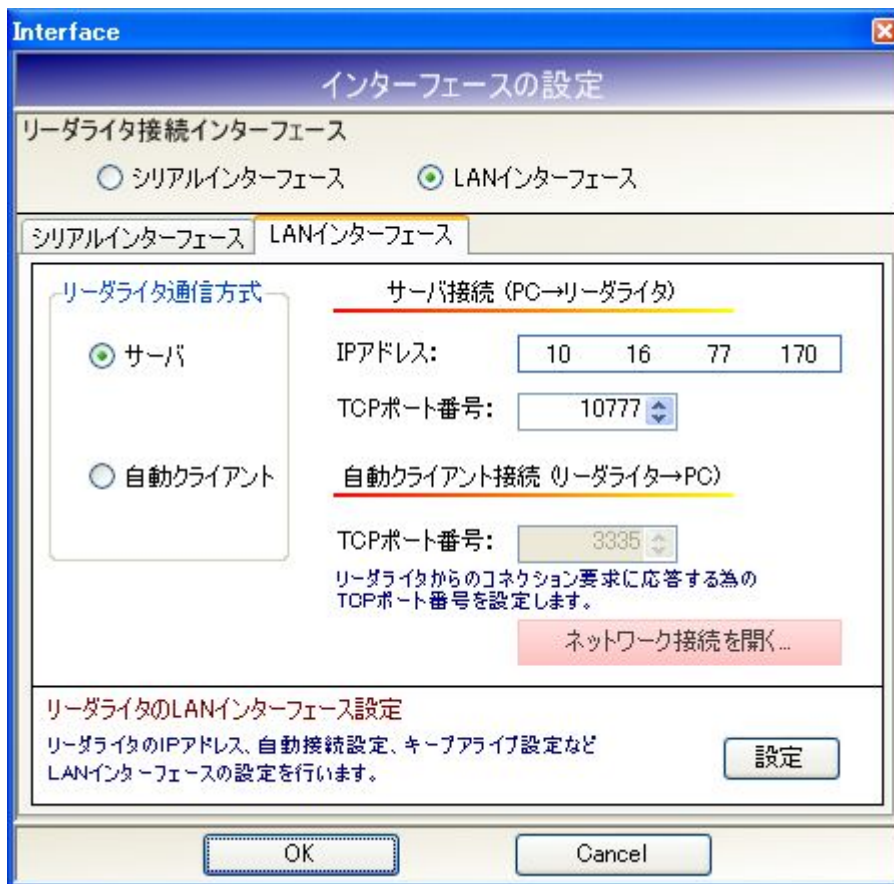 Interface
インターフェースの設定
リーダライタ接続インターフェース
シリアルインターフェース
LANインターフェース
シリアルインターフェース
LANインターフェース
リーダライタ通信方式
サーバ
自動クライアント
サーバ接続 (PC→リーダライタ)
IPアドレス:
10 16 77 170
TCPポート番号:
10777
自動クライアント接続 (リーダライタ→PC)
TCPポート番号:
3335
リーダライタからのコネクション要求に応答する為の
TCPポート番号を設定します。
ネットワーク接続を開く...
リーダライタのLANインターフェース設定
リーダライタのIPアドレス、自動接続設定、キープアライブ設定など
LANインターフェースの設定を行います。
設定
OK
Cancel